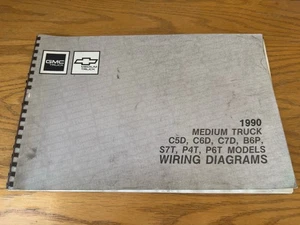 GMC
1990
MEDIUM TRUCK
C5D, C6D, C7D, B6P,
S7T, P4T, P6T MODELS
WIRING DIAGRAMS